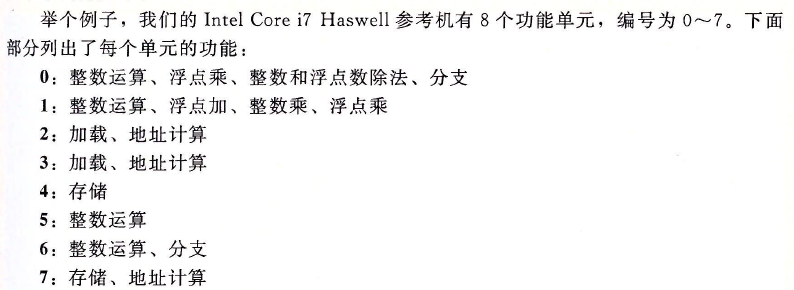 举个例子，我们的 Intel Core i7 Haswell 参考机有 8 个功能单元，编号为 0～7。下面
部分列出了每个单元的功能：
0：整数运算、浮点乘、整数和浮点数除法、分支
1：整数运算、浮点加、整数乘、浮点乘
2：加载、地址计算
3：加载、地址计算
4：存储
5：整数运算
6：整数运算、分支
7：存储、地址计算